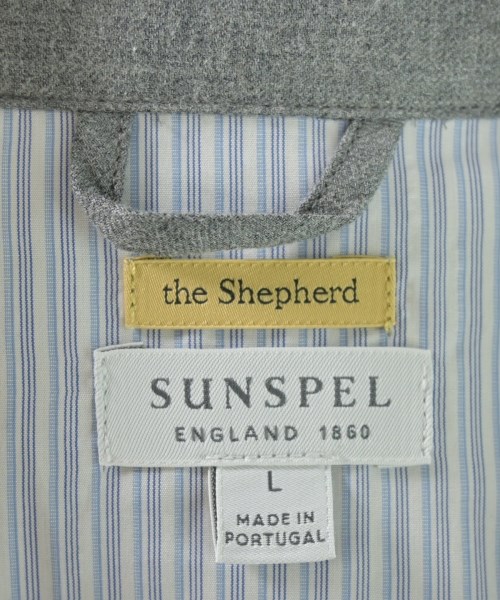 the Shepherd
SUNSPEL
ENGLAND 1860
L
MADE IN
PORTUGAL